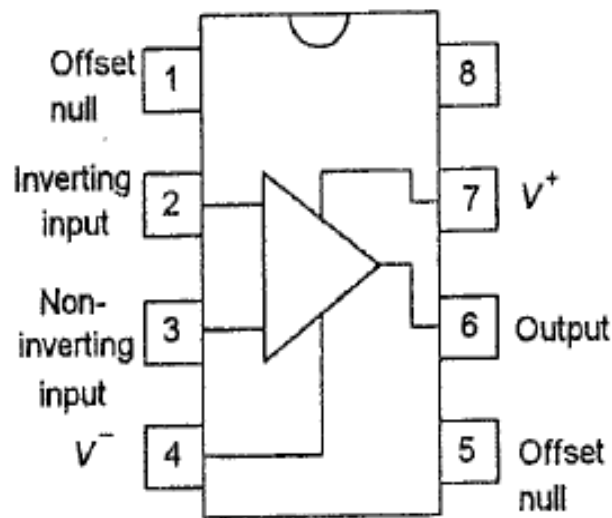 Offset
null
1
8
Inverting
input
2
7
V⁺
Non-
inverting
input
3
6
Output
V⁻
4
5
Offset
null